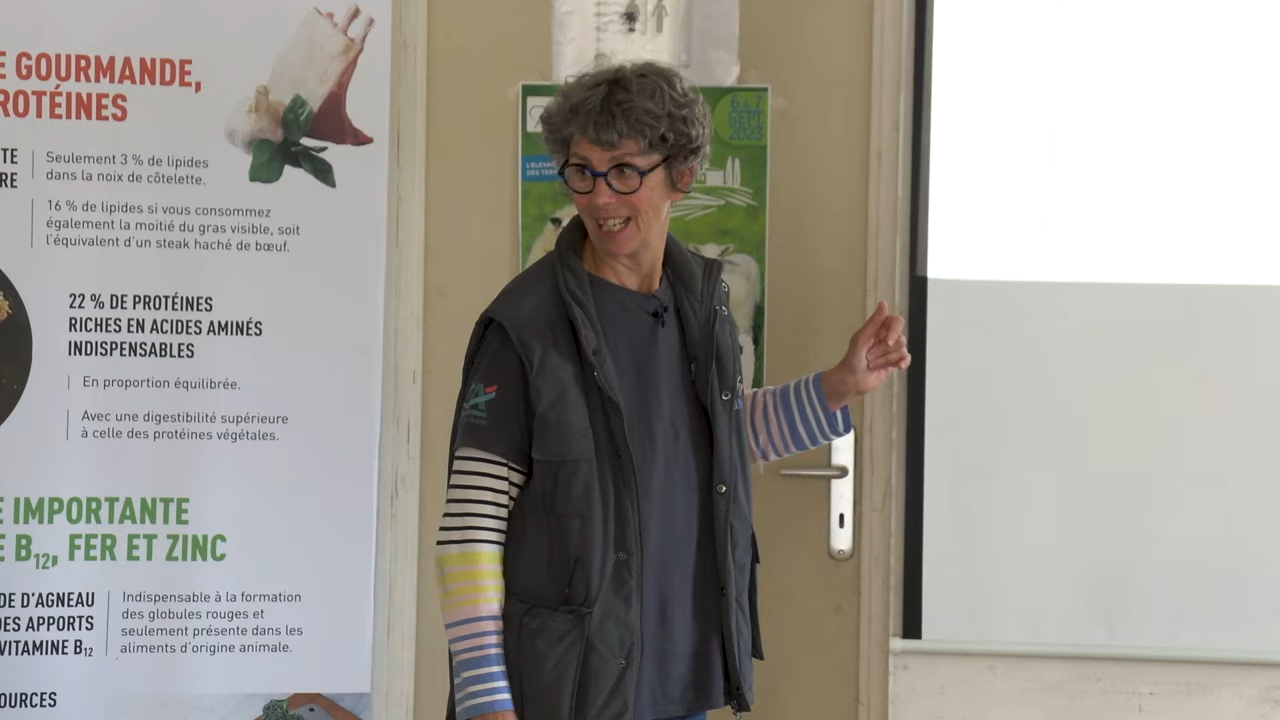 E GOURMANDE,
ROTÉINES
TE
RE
Seulement 3 % de lipides
dans la noix de côtelette.
16 % de lipides si vous consommez
également la moitié du gras visible, soit
l'équivalent d'un steak haché de bœuf.
22 % DE PROTÉINES
RICHES EN ACIDES AMINÉS
INDISPENSABLES
En proportion équilibrée.
Avec une digestibilité supérieure
à celle des protéines végétales.
E IMPORTANTE
E B12, FER ET ZINC
DE D'AGNEAU
DES APPORTS
VITAMINE B12
Indispensable à la formation
des globules rouges et
seulement présente dans les
aliments d'origine animale.
OURCES
6 & 7
SEPT
2023
L'ÉLEVA
DES TER